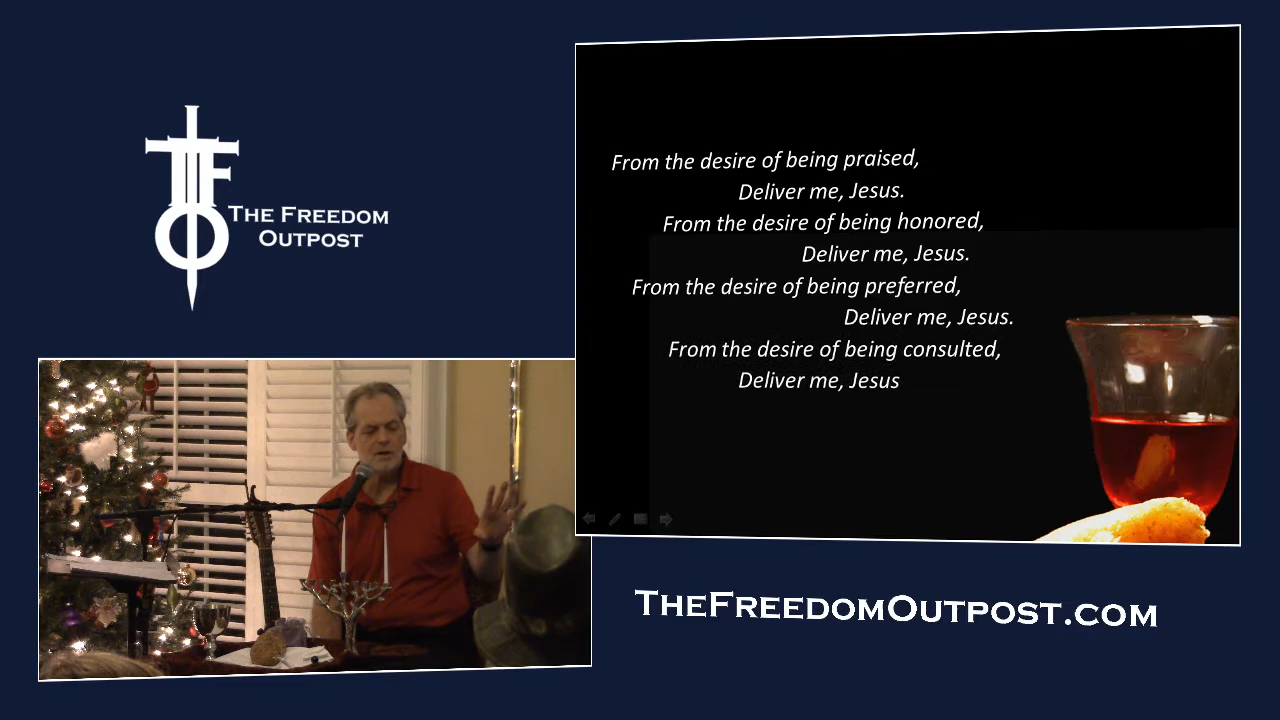 The Freedom
Outpost
From the desire of being praised,
Deliver me, Jesus.
From the desire of being honored,
Deliver me, Jesus.
From the desire of being preferred,
Deliver me, Jesus.
From the desire of being consulted,
Deliver me, Jesus
TheFreedomOutpost.com